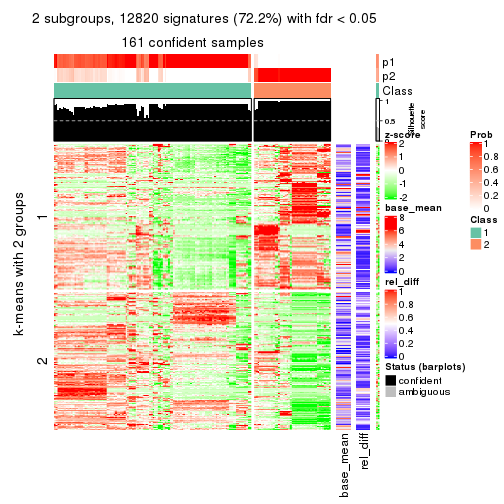 2 subgroups, 12820 signatures (72.2%) with fdr < 0.05
161 confident samples
p1
p2
Class
1
0.5
0
Silhouette
score
k-means with 2 groups
1
2
z-score
2
1
0
-1
-2
base_mean
8
6
4
2
0
rel_diff
1
0.8
0.6
0.4
0.2
0
Status (barplots)
confident
ambiguous
Prob
1
0.8
0.6
0.4
0.2
0
Class
1
2
base_mean
rel_diff